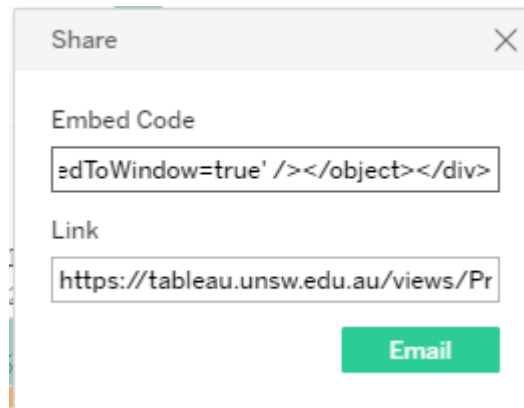 Share
Embed Code
edToWindow=true' /></object></div>
Link
https://tableau.unsw.edu.au/views/Pr
Email